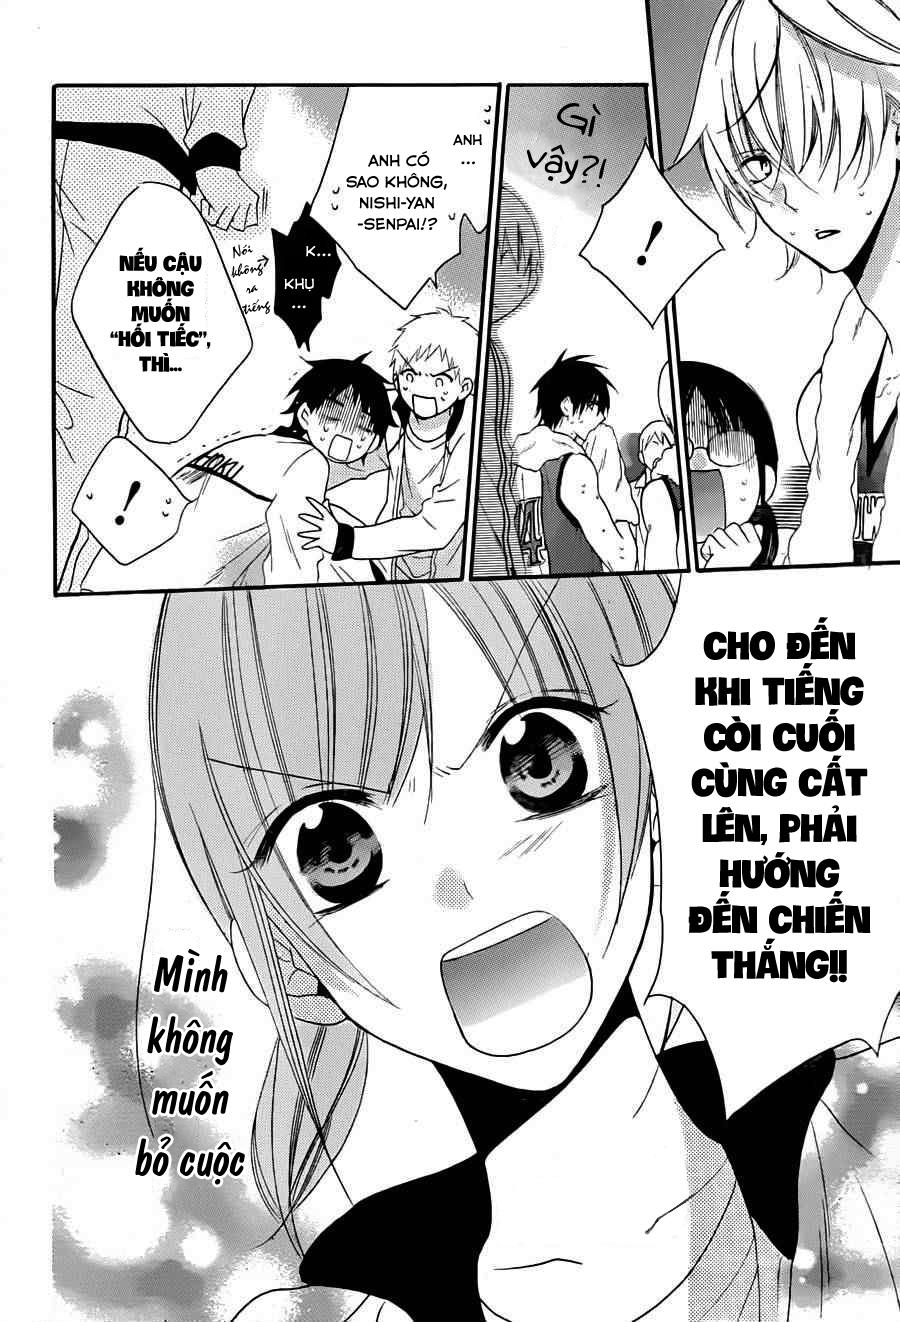 !
Gì
vậy?!
ANH
...
ANH CÓ
SAO KHÔNG,
NISHI-YAN
-SENPAI!?
K...
KHỤ
...
Nói
không
ra
tiếng
HOKU
NẾU CẬU
KHÔNG
MUỐN
“HỐI TIẾC”,
THÌ...
!
CHO ĐẾN
KHI TIẾNG
CÒI CUỐI
CÙNG CẤT
LÊN, PHẢI
HƯỚNG
ĐẾN CHIẾN
THẮNG!!
Mình
không
muốn
bỏ cuộc